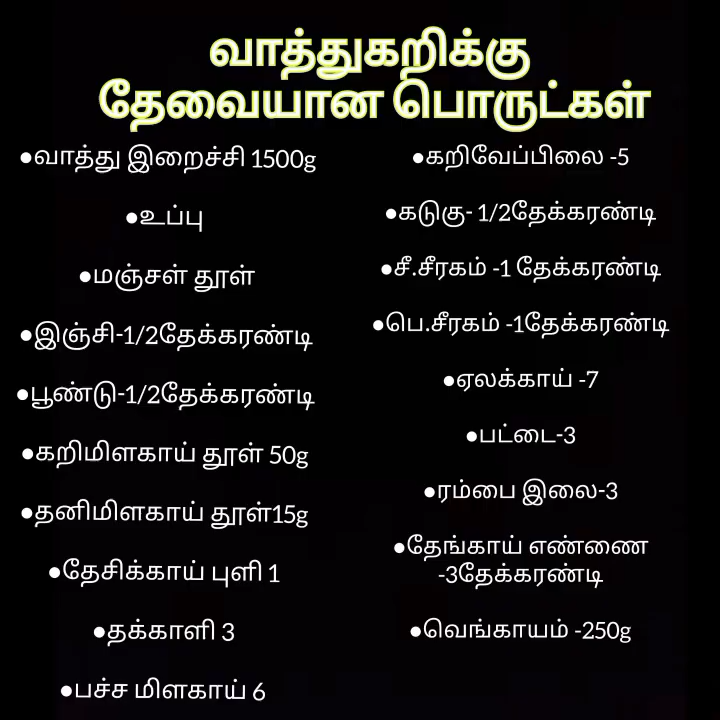 வாத்துகறிக்கு
தேவையான பொருட்கள்
●வாத்து இறைச்சி 1500g
●உப்பு
●மஞ்சள் தூள்
●இஞ்சி-1/2தேக்கரண்டி
●பூண்டு-1/2தேக்கரண்டி
●கறிமிளகாய் தூள் 50g
●தனிமிளகாய் தூள்15g
●தேசிக்காய் புளி 1
●தக்காளி 3
●பச்ச மிளகாய் 6
●கறிவேப்பிலை -5
●கடுகு- 1/2தேக்கரண்டி
●சீ.சீரகம் -1 தேக்கரண்டி
●பெ.சீரகம் -1தேக்கரண்டி
●ஏலக்காய் -7
●பட்டை-3
●ரம்பை இலை-3
●தேங்காய் எண்ணை
-3தேக்கரண்டி
●வெங்காயம் -250g